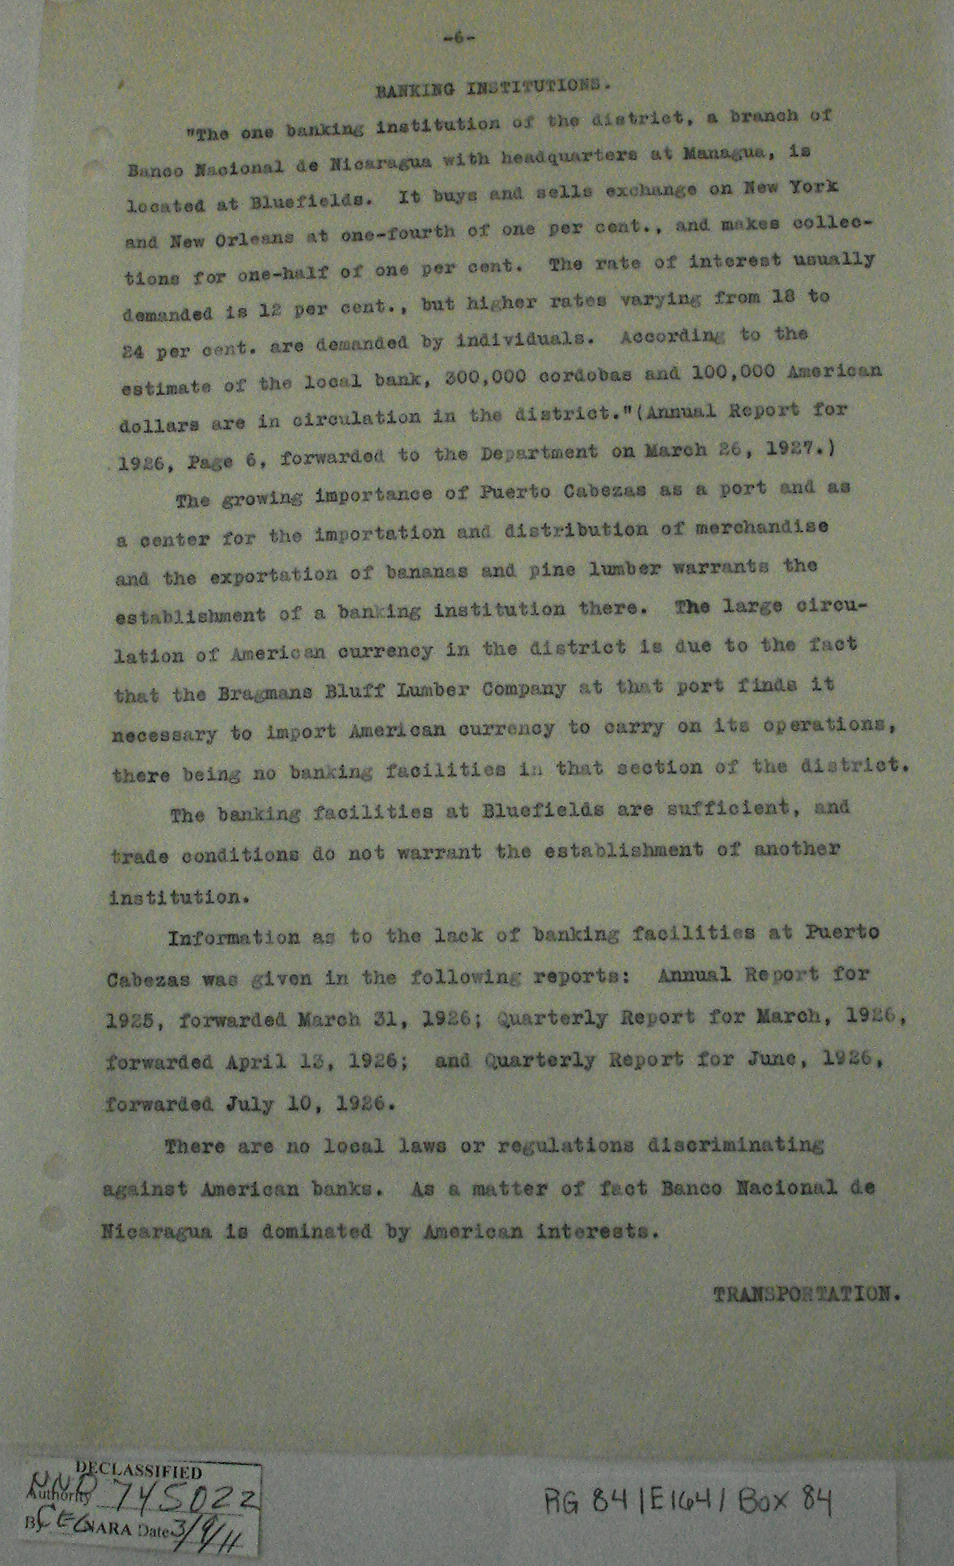 -6-
BANKING INSTITUTIONS.
"The one banking institution of the district, a branch of
Banco Nacional de Nicaragua with headquarters at Managua, is
located at Bluefields. It buys and sells exchange on New York
and New Orleans at one-fourth of one per cent., and makes collec-
tions for one-half of one per cent. The rate of interest usually
demanded is 12 per cent., but higher rates varying from 18 to
24 per cent. are demanded by individuals. According to the
estimate of the local bank, 300,000 cordobas and 100,000 American
dollars are in circulation in the district."(Annual Report for
1926, Page 6, forwarded to the Department on March 26, 1927.)
The growing importance of Puerto Cabezas as a port and as
a center for the importation and distribution of merchandise
and the exportation of bananas and pine lumber warrants the
establishment of a banking institution there. The large circu-
lation of American currency in the district is due to the fact
that the Bragmans Bluff Lumber Company at that port finds it
necessary to import American currency to carry on its operations,
there being no banking facilities in that section of the district.
The banking facilities at Bluefields are sufficient, and
trade conditions do not warrant the establishment of another
institution.
Information as to the lack of banking facilities at Puerto
Cabezas was given in the following reports: Annual Report for
1925, forwarded March 31, 1926; Quarterly Report for March, 1926,
forwarded April 13, 1926; and Quarterly Report for June, 1926,
forwarded July 10, 1926.
There are no local laws or regulations discriminating
against American banks. As a matter of fact Banco Nacional de
Nicaragua is dominated by American interests.
TRANSPORTATION.
DECLASSIFIED
Authority NND 745022
By CEG NARA Date 3/9/11
RG 84 | E164 | Box 84